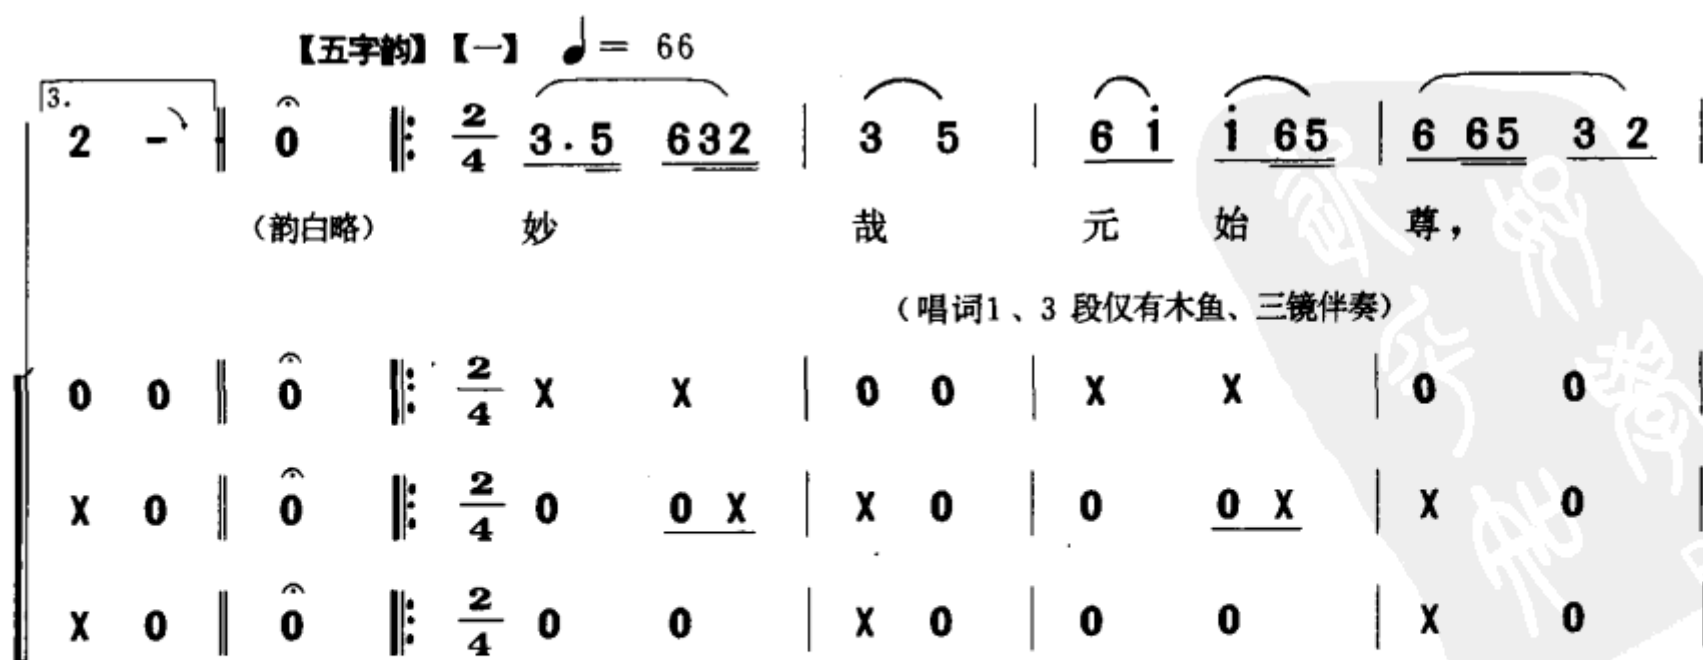 【五字韵】【一】 ♩= 66
3.
2 - 0 2/4 3.5 632 | 3 5 | 6 i i 65 | 6 65 3 2 |
(韵白略) 妙 哉 元 始 尊,
(唱词1、3 段仅有木鱼、三镜伴奏)
0 0 ‖ 0 ‖: 2/4 X X | 0 0 | X X | 0 0 |
X 0 ‖ 0 ‖: 2/4 0 0 X | X 0 | 0 0 X | X 0 |
X 0 ‖ 0 ‖: 2/4 0 0 | X 0 | 0 0 | X 0